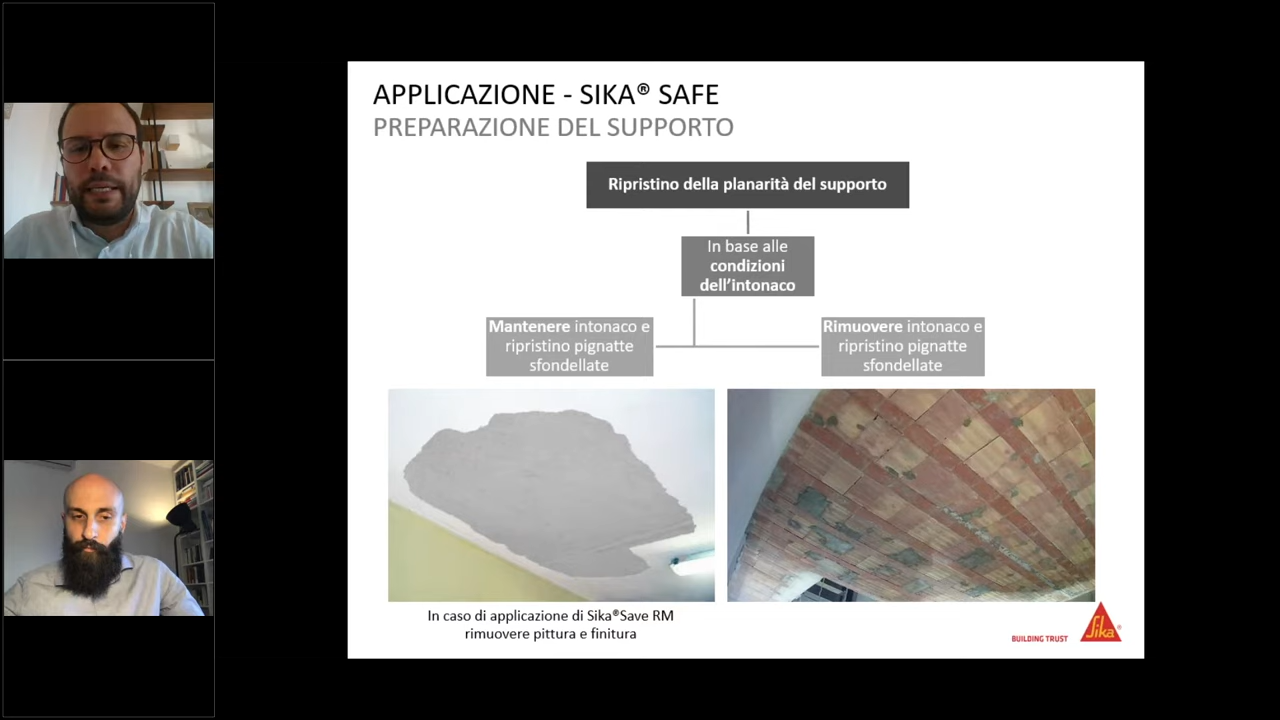 APPLICAZIONE - SIKA® SAFE
PREPARAZIONE DEL SUPPORTO
Ripristino della planarità del supporto
In base alle
condizioni
dell'intonaco
Mantenere intonaco e
ripristino pignatte
sfondellate
Rimuovere intonaco e
ripristino pignatte
sfondellate
In caso di applicazione di Sika®Save RM
rimuovere pittura e finitura
BUILDING TRUST
Sika®